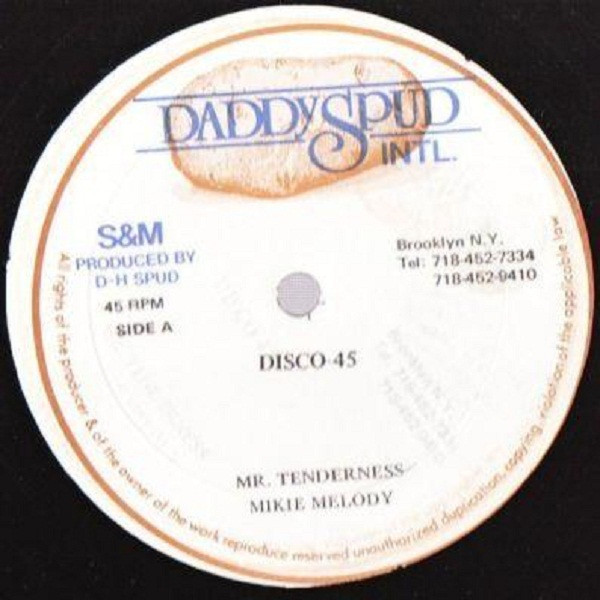 DADDY SPUD
INTL.
S&M
PRODUCED BY
D-H SPUD
45 RPM
SIDE A
Brooklyn N.Y.
Tel: 718-452-7334
718-452-9410
DISCO 45
MR. TENDERNESS
MIKIE MELODY
All rights of the producer & of the owner of the work reproduce reserved unauthorized duplication, copying, violation of the applicable law